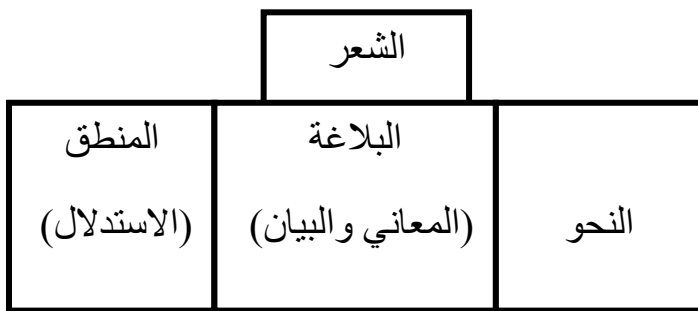 الشعر
النحو
البلاغة
(المعاني والبيان)
المنطق
(الاستدلال)